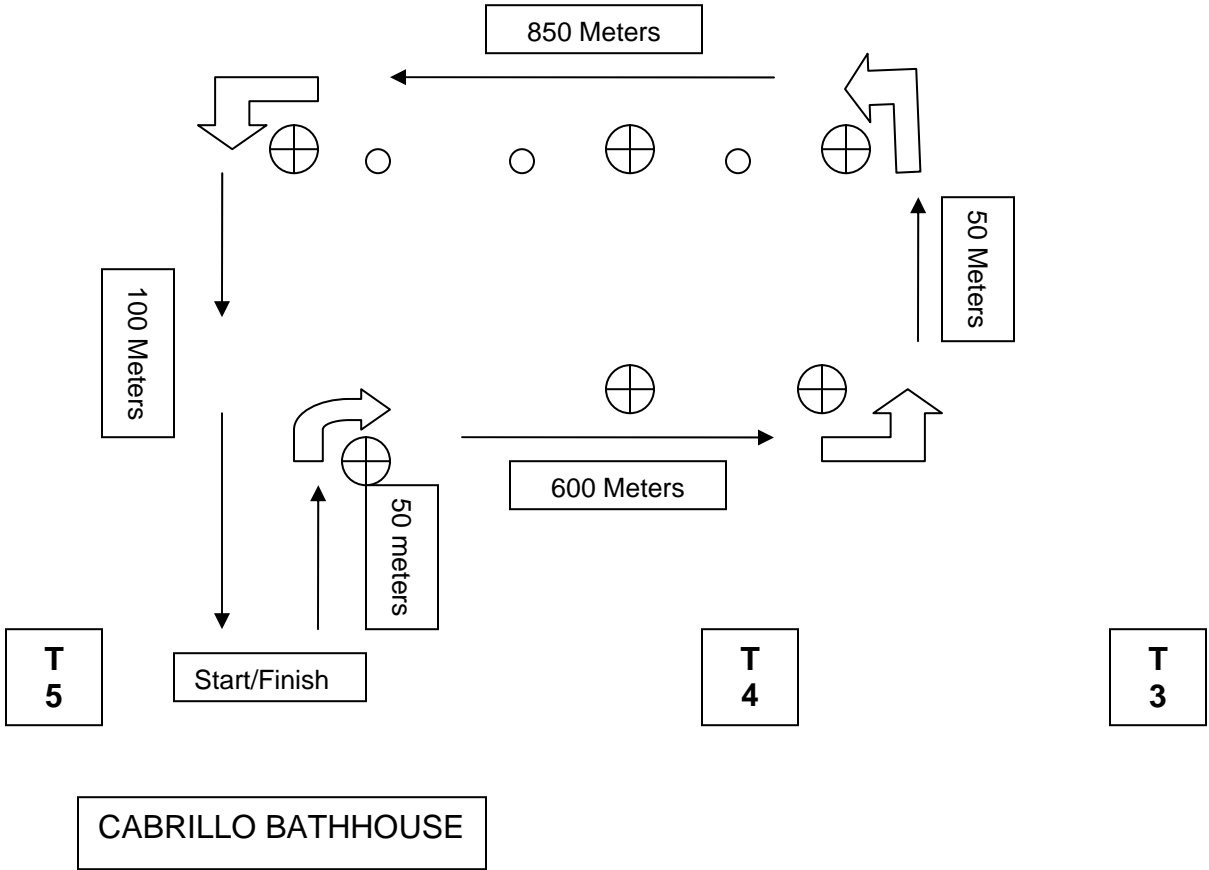 850 Meters
50 Meters
100 Meters
600 Meters
50 meters
T
5
Start/Finish
T
4
T
3
CABRILLO BATHHOUSE